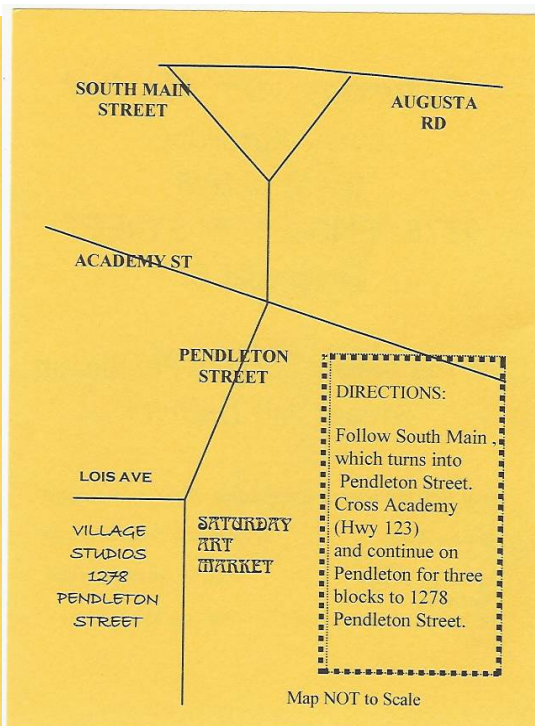 SOUTH MAIN
STREET
AUGUSTA
RD
ACADEMY ST
PENDLETON
STREET
DIRECTIONS:
Follow South Main ,
which turns into
Pendleton Street.
Cross Academy
(Hwy 123)
and continue on
Pendleton for three
blocks to 1278
Pendleton Street.
LOIS AVE
VILLAGE
STUDIOS
1278
PENDLETON
STREET
SATURDAY
ART
MARKET
Map NOT to Scale